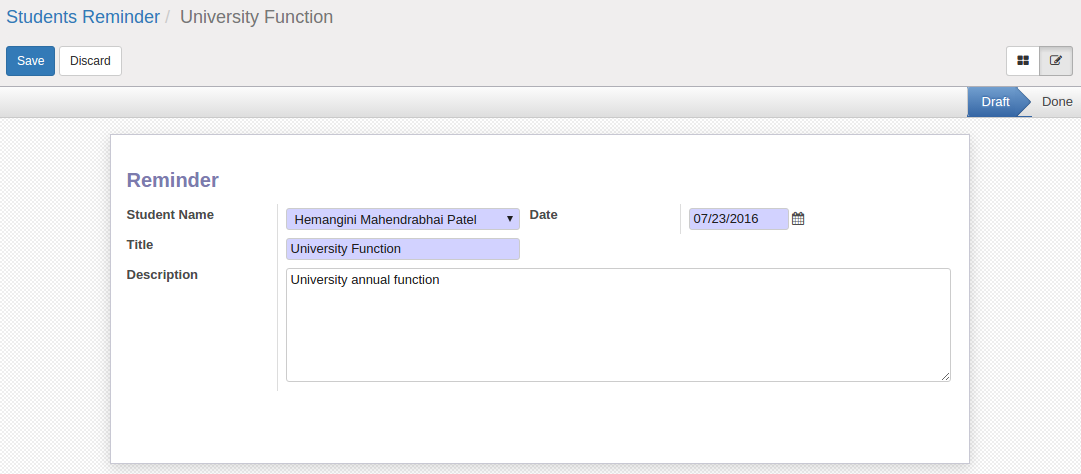 Students Reminder / University Function
Save Discard
Draft Done
Reminder
Student Name Hemangini Mahendrabhai Patel Date 07/23/2016
Title University Function
Description University annual function